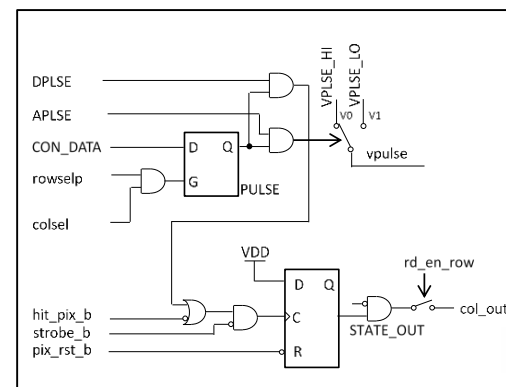 DPLSE
APLSE
CON_DATA
rowselp
colsel
D Q
G
PULSE
VPLSE_HI
VPLSE_LO
V0 V1
vpulse
VDD
D Q
C
R
rd_en_row
col_out
STATE_OUT
hit_pix_b
strobe_b
pix_rst_b